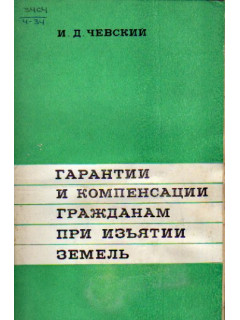 И. Д. ЧЕВСКИЙ
ГАРАНТИИ
И КОМПЕНСАЦИИ
ГРАЖДАНАМ
ПРИ ИЗЪЯТИИ
ЗЕМЕЛЬ